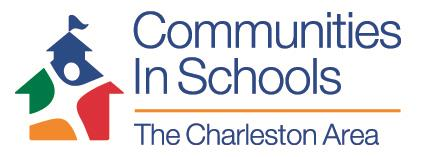 Communities
In Schools
The Charleston Area